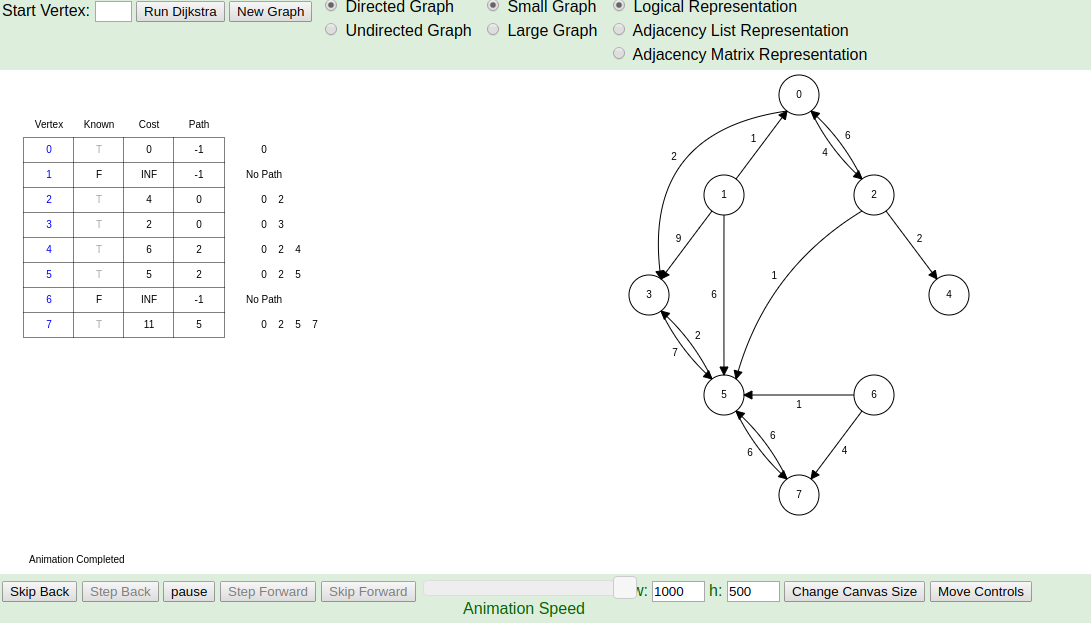 Start Vertex: Run Dijkstra New Graph
Directed Graph Small Graph Logical Representation
Undirected Graph Large Graph Adjacency List Representation
Adjacency Matrix Representation
Vertex Known Cost Path
0 T 0 -1 0
1 F INF -1 No Path
2 T 4 0 0 2
3 T 2 0 0 3
4 T 6 2 0 2 4
5 T 5 2 0 2 5
6 F INF -1 No Path
7 T 11 5 0 2 5 7
0
1
6
4
2
1
2
9
2
1
6
3
4
2
7
5
6
1
6
6
4
7
Animation Completed
Skip Back Step Back pause Step Forward Skip Forward w: 1000 h: 500 Change Canvas Size Move Controls
Animation Speed